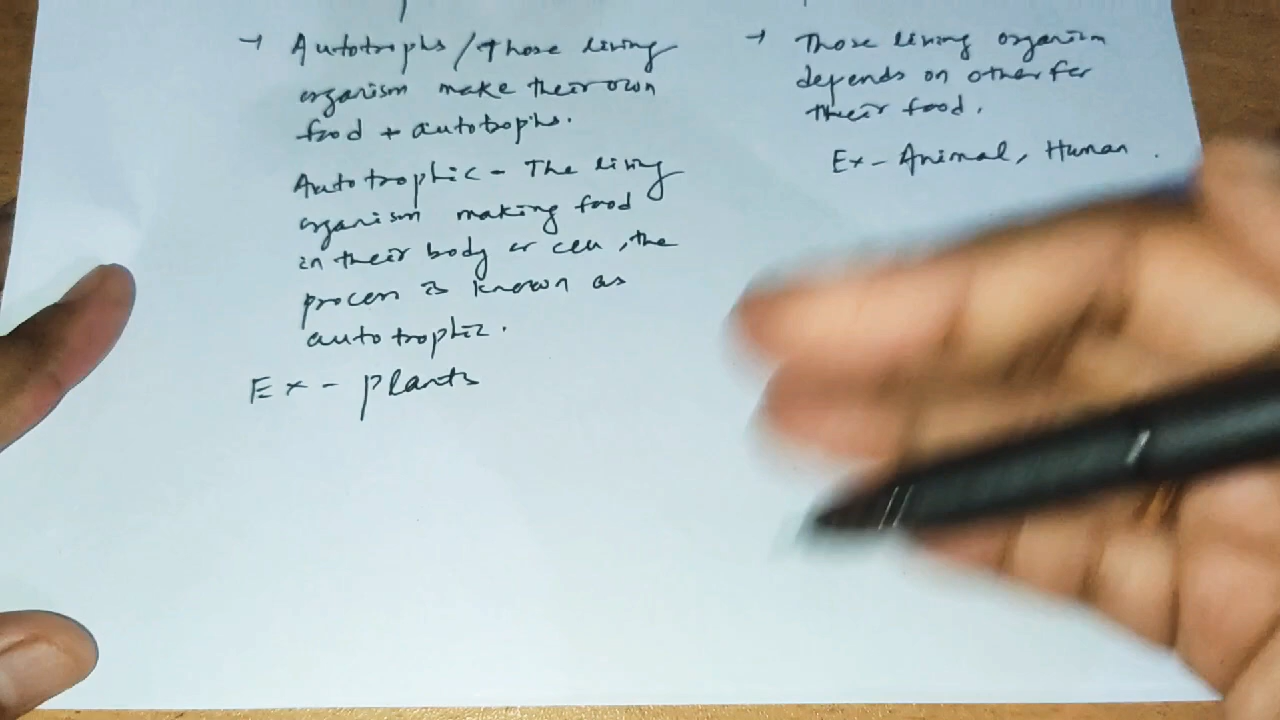 → Autotrophs / Those living
organism make their own
food → autotophs.
Autotrophic - The living
organism making food
in their body or cell, the
process is known as
autotrophic.
Ex - plants
→ Those living organism
depends on other for
their food.
Ex - Animal, Human.